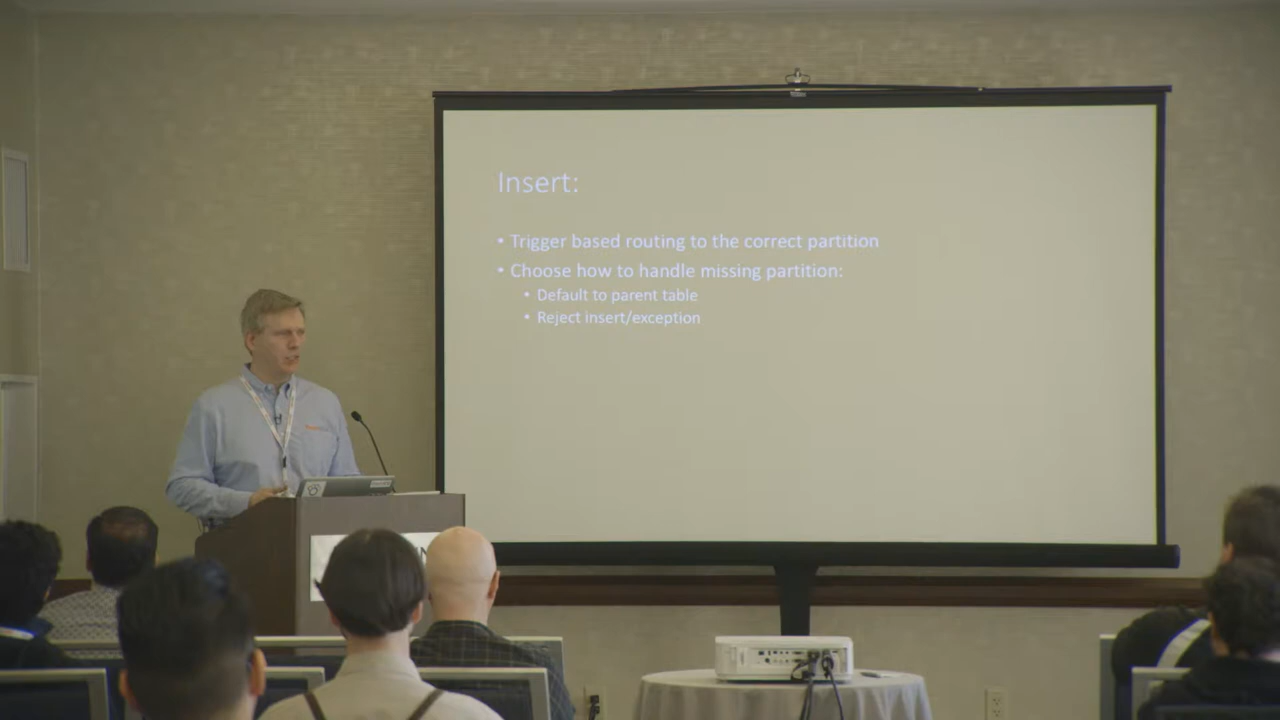 Insert:
• Trigger based routing to the correct partition
• Choose how to handle missing partition:
• Default to parent table
• Reject insert/exception